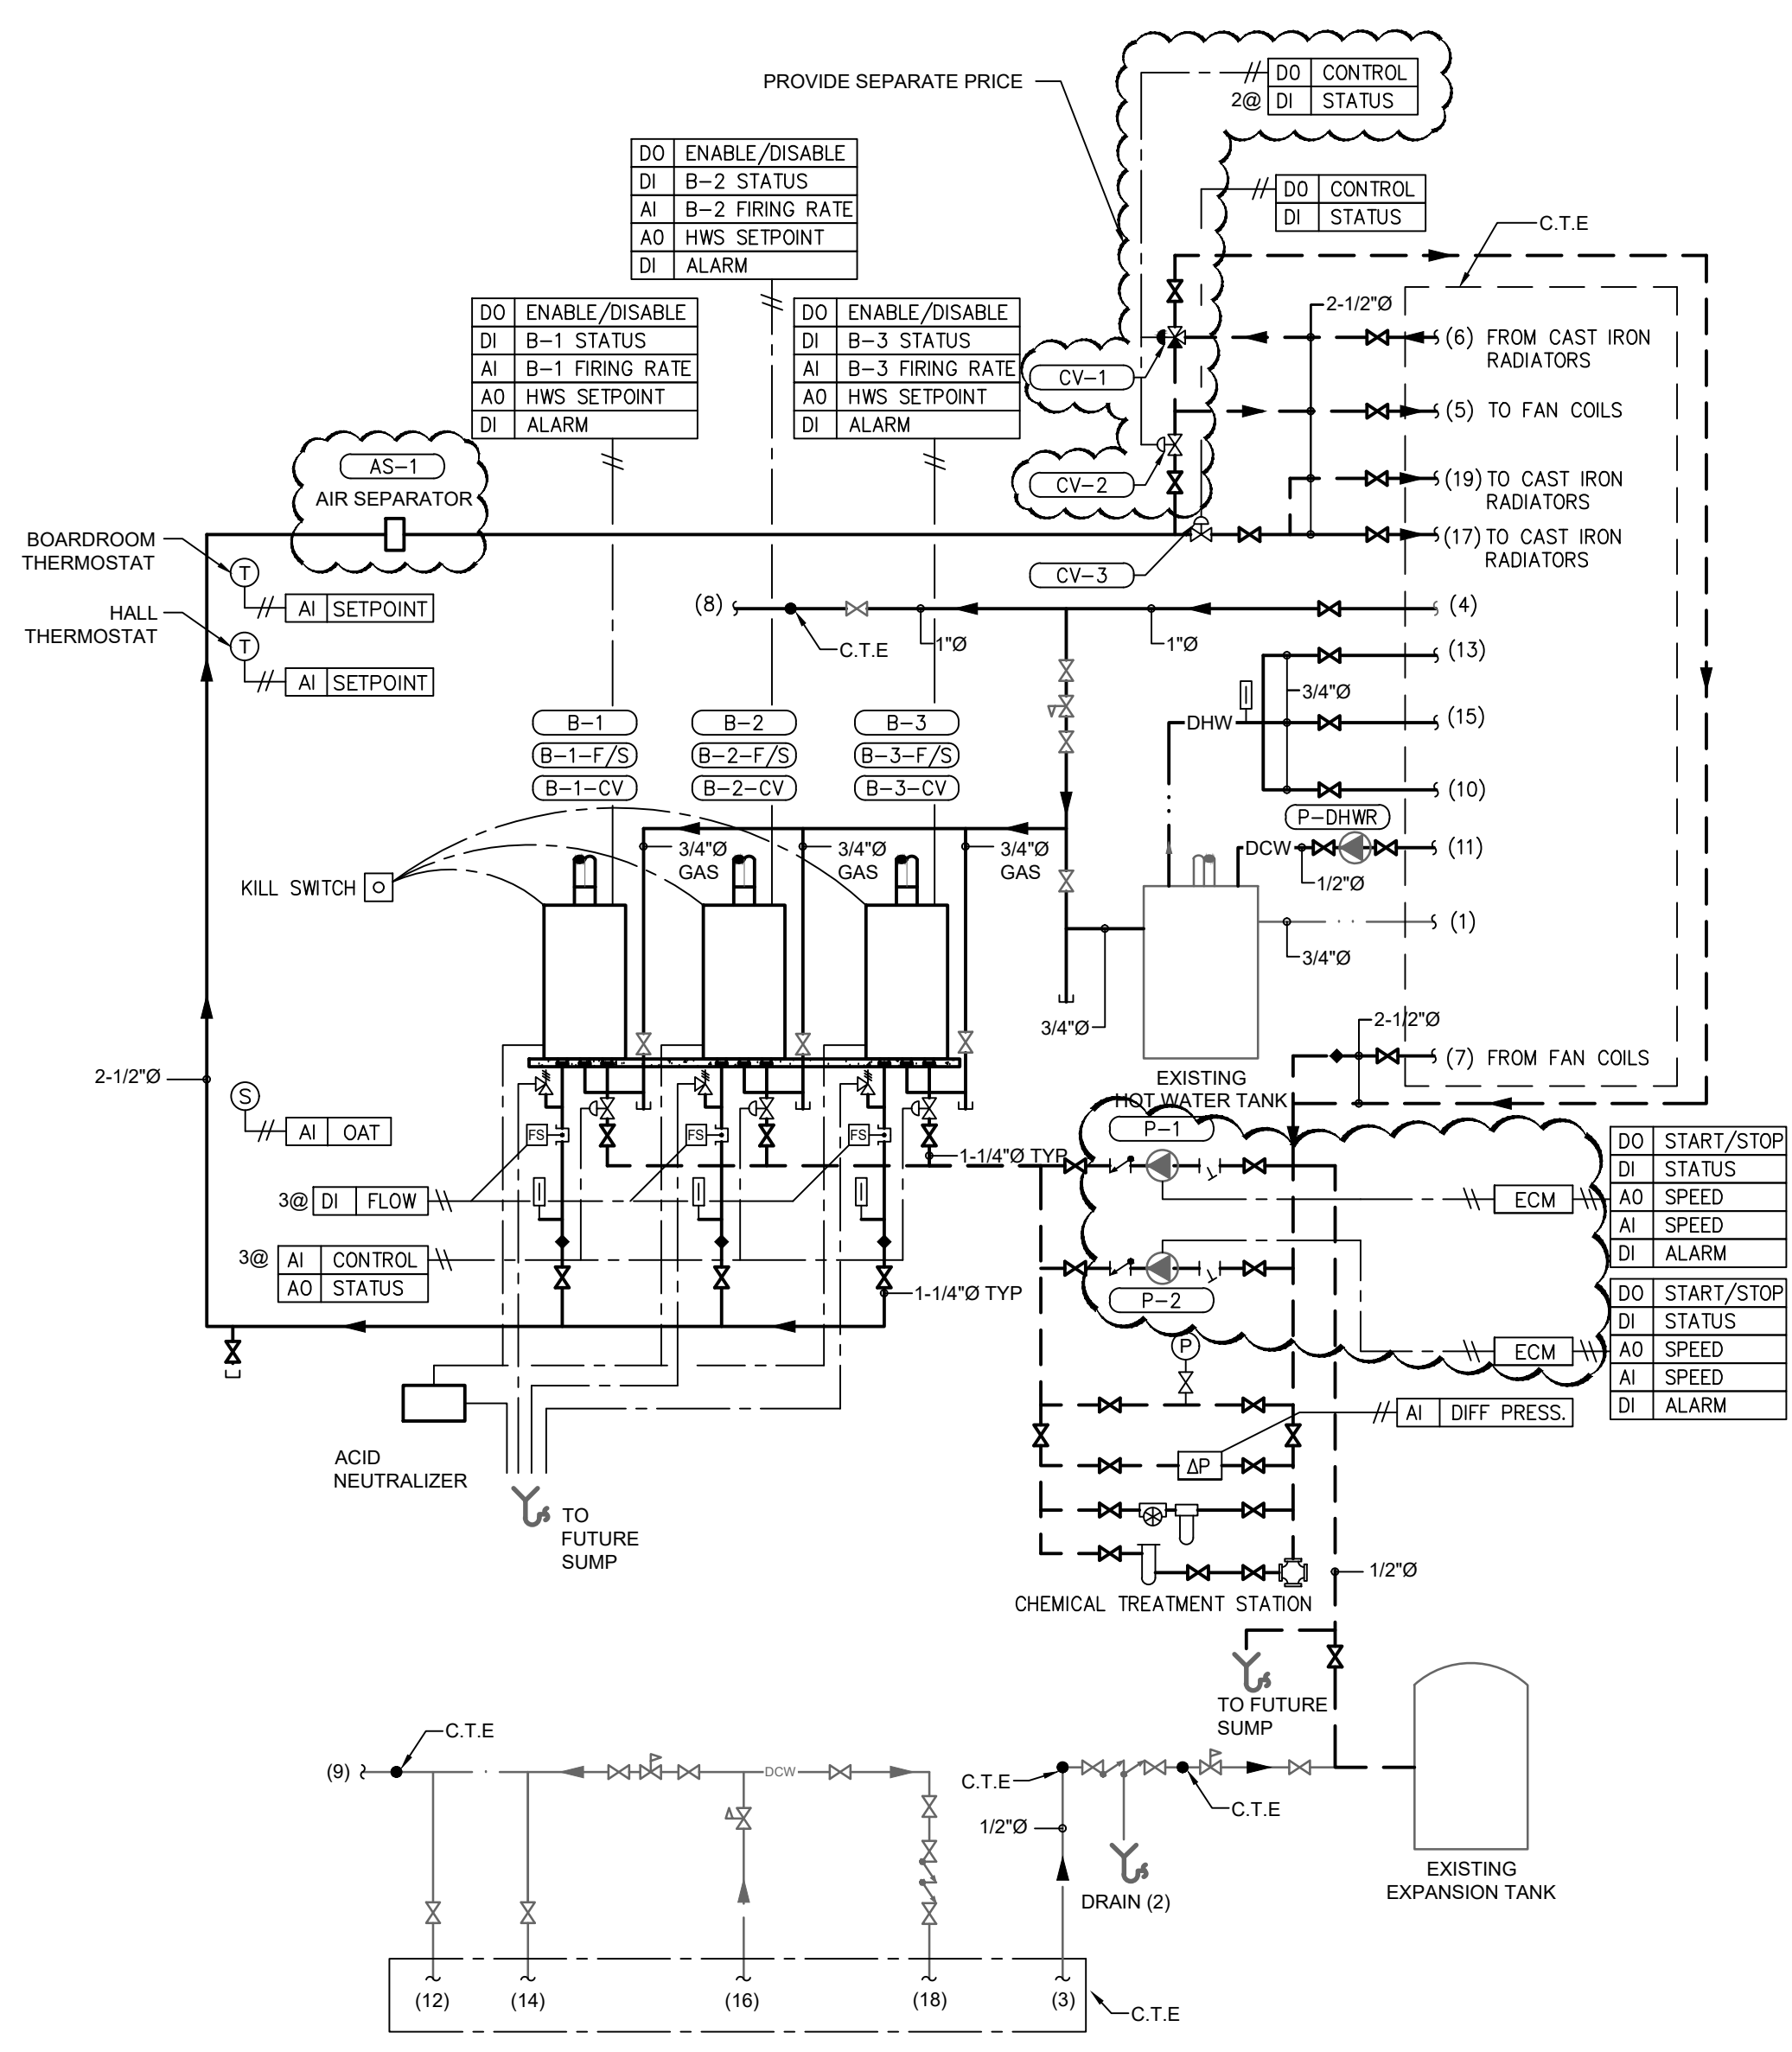 PROVIDE SEPARATE PRICE
DO CONTROL
2@ DI STATUS
DO ENABLE/DISABLE
DI B-2 STATUS
AI B-2 FIRING RATE
AO HWS SETPOINT
DI ALARM
DO CONTROL
DI STATUS
C.T.E
DO ENABLE/DISABLE
DI B-1 STATUS
AI B-1 FIRING RATE
AO HWS SETPOINT
DI ALARM
DO ENABLE/DISABLE
DI B-3 STATUS
AI B-3 FIRING RATE
AO HWS SETPOINT
DI ALARM
2-1/2"Ø
(6) FROM CAST IRON
RADIATORS
CV-1
(5) TO FAN COILS
AS-1
AIR SEPARATOR
CV-2
(19) TO CAST IRON
RADIATORS
(17) TO CAST IRON
RADIATORS
BOARDROOM
THERMOSTAT
T
AI SETPOINT
CV-3
HALL
THERMOSTAT
T
AI SETPOINT
(8)
C.T.E
1"Ø
1"Ø
(4)
(13)
3/4"Ø
DHW
(15)
(10)
B-1
B-1-F/S
B-1-CV
B-2
B-2-F/S
B-2-CV
B-3
B-3-F/S
B-3-CV
P-DHWR
DCW
(11)
1/2"Ø
3/4"Ø
GAS
3/4"Ø
GAS
3/4"Ø
GAS
KILL SWITCH
(1)
3/4"Ø
3/4"Ø
2-1/2"Ø
(7) FROM FAN COILS
EXISTING
HOT WATER TANK
2-1/2"Ø
S
AI OAT
FS
FS
FS
P-1
1-1/4"Ø TYP
DO START/STOP
DI STATUS
AO SPEED
AI SPEED
DI ALARM
ECM
3@ DI FLOW
3@ AI CONTROL
AO STATUS
1-1/4"Ø TYP
P-2
DO START/STOP
DI STATUS
AO SPEED
AI SPEED
DI ALARM
ECM
P
AI DIFF PRESS.
ΔP
ACID
NEUTRALIZER
TO
FUTURE
SUMP
1/2"Ø
CHEMICAL TREATMENT STATION
TO FUTURE
SUMP
C.T.E
(9)
DCW
C.T.E
C.T.E
1/2"Ø
DRAIN (2)
EXISTING
EXPANSION TANK
(12)
(14)
(16)
(18)
(3)
C.T.E